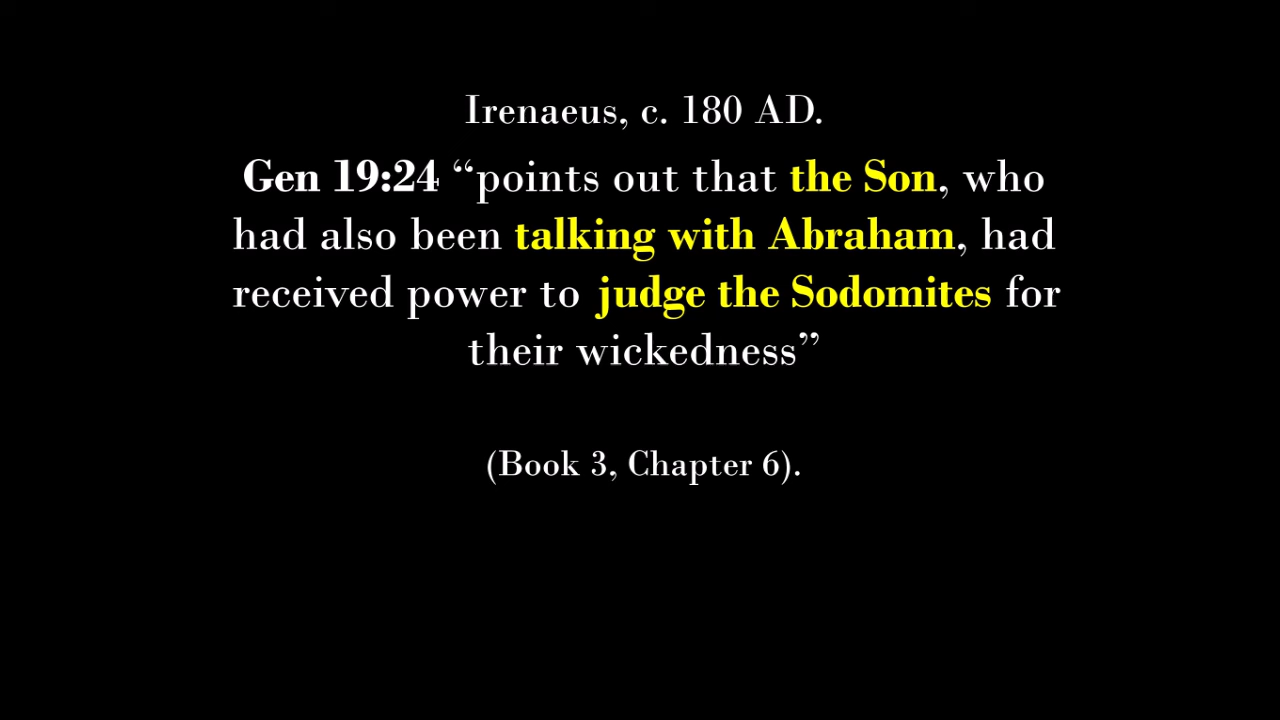 Irenaeus, c. 180 AD.
Gen 19:24 “points out that the Son, who
had also been talking with Abraham, had
received power to judge the Sodomites for
their wickedness”
(Book 3, Chapter 6).